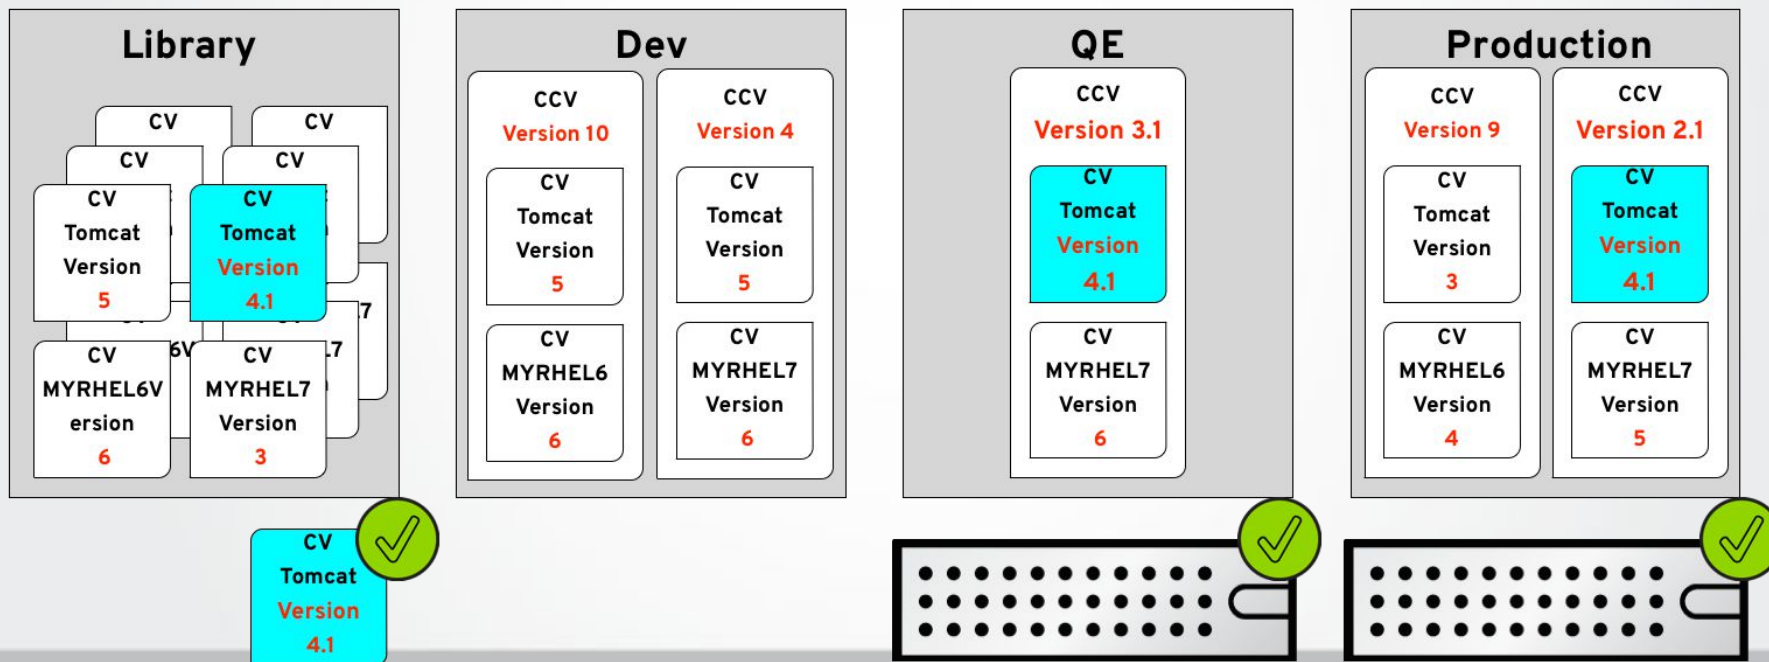 Library
CV
CV
CV
CV
CV
Tomcat
Version
5
CV
Tomcat
Version
4.1
CV
MYRHEL6V
ersion
6
CV
MYRHEL7
Version
3
CV
Tomcat
Version
4.1
Dev
CCV
Version 10
CV
Tomcat
Version
5
CV
MYRHEL6
Version
6
CCV
Version 4
CV
Tomcat
Version
5
CV
MYRHEL7
Version
6
QE
CCV
Version 3.1
CV
Tomcat
Version
4.1
CV
MYRHEL7
Version
6
Production
CCV
Version 9
CV
Tomcat
Version
3
CV
MYRHEL6
Version
4
CCV
Version 2.1
CV
Tomcat
Version
4.1
CV
MYRHEL7
Version
5